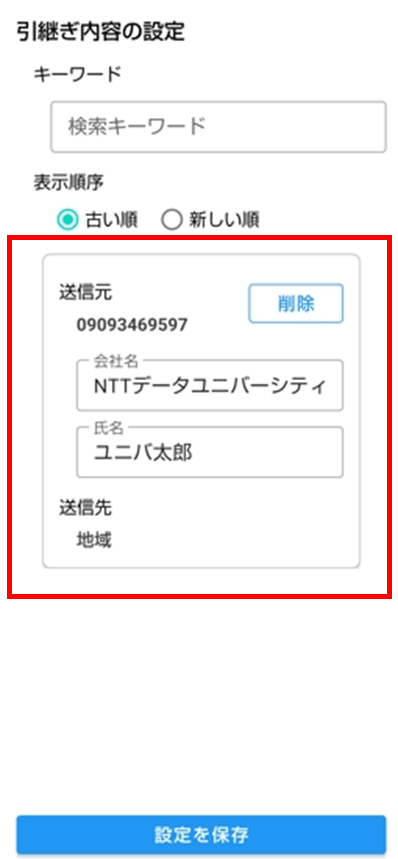 引継ぎ内容の設定
キーワード
検索キーワード
表示順序
古い順 新しい順
送信元
削除
09093469597
会社名
NTTデータユニバーシティ
氏名
ユニバ太郎
送信先
地域
設定を保存